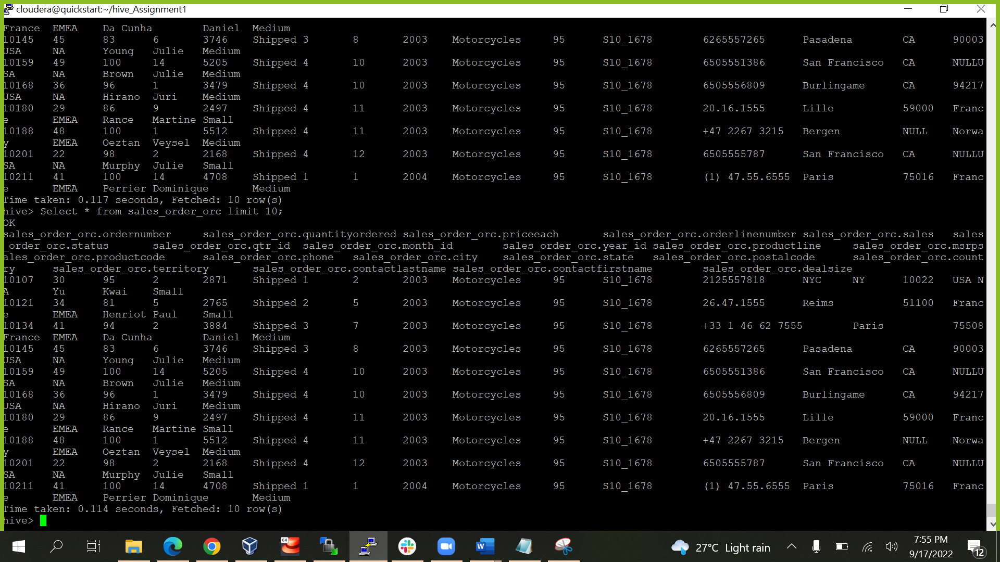 cloudera@quickstart:~/hive_Assignment1
France EMEA Da Cunha Daniel Medium
10145 45 83 6 3746 Shipped 3 8 2003 Motorcycles 95 S10_1678 6265557265 Pasadena CA 90003
USA NA Young Julie Medium
10159 49 100 14 5205 Shipped 4 10 2003 Motorcycles 95 S10_1678 6505551386 San Francisco CA NULLU
SA NA Brown Julie Medium
10168 36 96 1 3479 Shipped 4 10 2003 Motorcycles 95 S10_1678 6505556809 Burlingame CA 94217
USA NA Hirano Juri Medium
10180 29 86 9 2497 Shipped 4 11 2003 Motorcycles 95 S10_1678 20.16.1555 Lille 59000 Franc
e EMEA Rance Martine Small
10188 48 100 1 5512 Shipped 4 11 2003 Motorcycles 95 S10_1678 +47 2267 3215 Bergen NULL Norwa
y EMEA Oeztan Veysel Medium
10201 22 98 2 2168 Shipped 4 12 2003 Motorcycles 95 S10_1678 6505555787 San Francisco CA NULLU
SA NA Murphy Julie Small
10211 41 100 14 4708 Shipped 1 1 2004 Motorcycles 95 S10_1678 (1) 47.55.6555 Paris 75016 Franc
e EMEA Perrier Dominique Medium
Time taken: 0.117 seconds, Fetched: 10 row(s)
hive> Select * from sales_order_orc limit 10;
OK
sales_order_orc.ordernumber sales_order_orc.quantityordered sales_order_orc.priceeach sales_order_orc.orderlinenumber sales_order_orc.sales sales
_order_orc.status sales_order_orc.qtr_id sales_order_orc.month_id sales_order_orc.year_id sales_order_orc.productline sales_order_orc.msrps
ales_order_orc.productcode sales_order_orc.phone sales_order_orc.city sales_order_orc.state sales_order_orc.postalcode sales_order_orc.count
ry sales_order_orc.territory sales_order_orc.contactlastname sales_order_orc.contactfirstname sales_order_orc.dealsize
10107 30 95 2 2871 Shipped 1 2 2003 Motorcycles 95 S10_1678 2125557818 NYC NY 10022 USA N
A Yu Kwai Small
10121 34 81 5 2765 Shipped 2 5 2003 Motorcycles 95 S10_1678 26.47.1555 Reims 51100 Franc
e EMEA Henriot Paul Small
10134 41 94 2 3884 Shipped 3 7 2003 Motorcycles 95 S10_1678 +33 1 46 62 7555 Paris 75508
France EMEA Da Cunha Daniel Medium
10145 45 83 6 3746 Shipped 3 8 2003 Motorcycles 95 S10_1678 6265557265 Pasadena CA 90003
USA NA Young Julie Medium
10159 49 100 14 5205 Shipped 4 10 2003 Motorcycles 95 S10_1678 6505551386 San Francisco CA NULLU
SA NA Brown Julie Medium
10168 36 96 1 3479 Shipped 4 10 2003 Motorcycles 95 S10_1678 6505556809 Burlingame CA 94217
USA NA Hirano Juri Medium
10180 29 86 9 2497 Shipped 4 11 2003 Motorcycles 95 S10_1678 20.16.1555 Lille 59000 Franc
e EMEA Rance Martine Small
10188 48 100 1 5512 Shipped 4 11 2003 Motorcycles 95 S10_1678 +47 2267 3215 Bergen NULL Norwa
y EMEA Oeztan Veysel Medium
10201 22 98 2 2168 Shipped 4 12 2003 Motorcycles 95 S10_1678 6505555787 San Francisco CA NULLU
SA NA Murphy Julie Small
10211 41 100 14 4708 Shipped 1 1 2004 Motorcycles 95 S10_1678 (1) 47.55.6555 Paris 75016 Franc
e EMEA Perrier Dominique Medium
Time taken: 0.114 seconds, Fetched: 10 row(s)
hive>
64
W
27°C Light rain
7:55 PM
9/17/2022
12